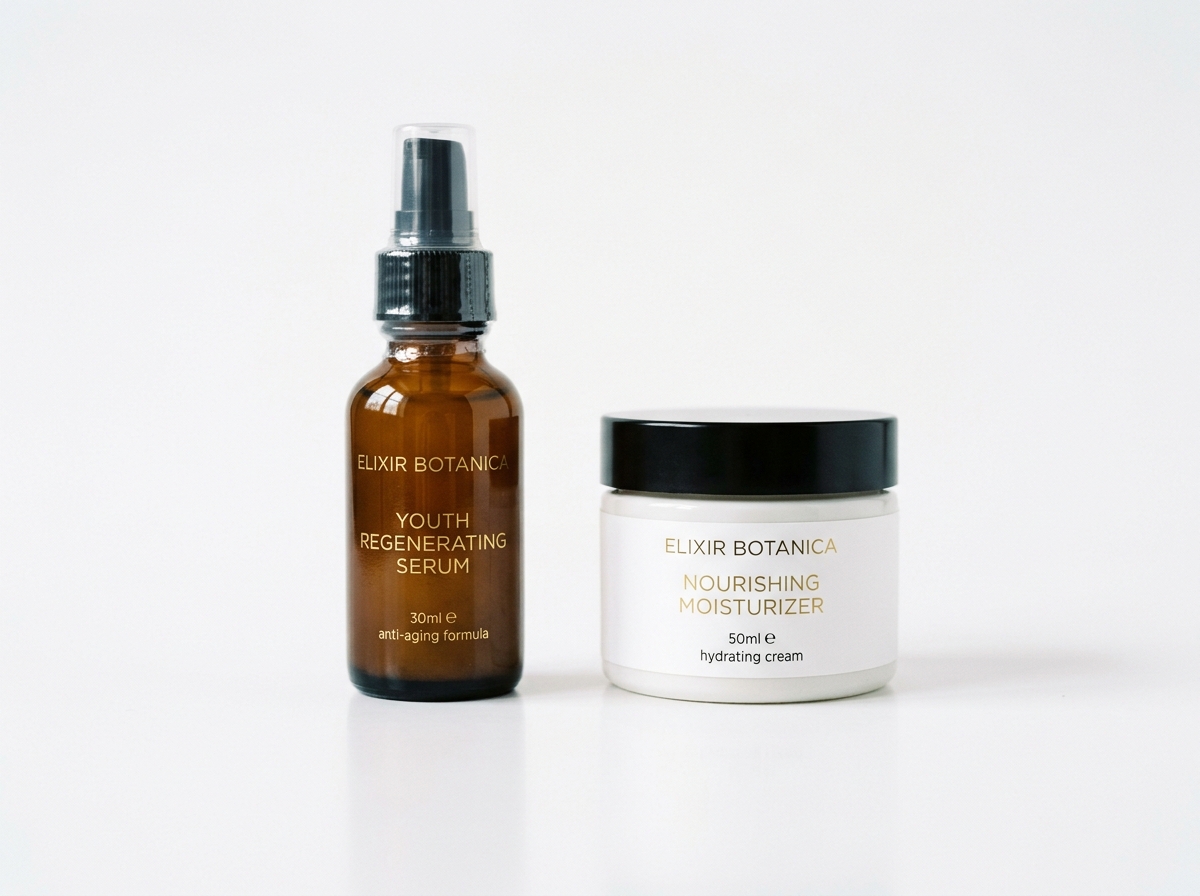 ELIXIR BOTANICA
YOUTH
REGENERATING
SERUM
30ml ℮
anti-aging formula
ELIXIR BOTANICA
NOURISHING
MOISTURIZER
50ml ℮
hydrating cream